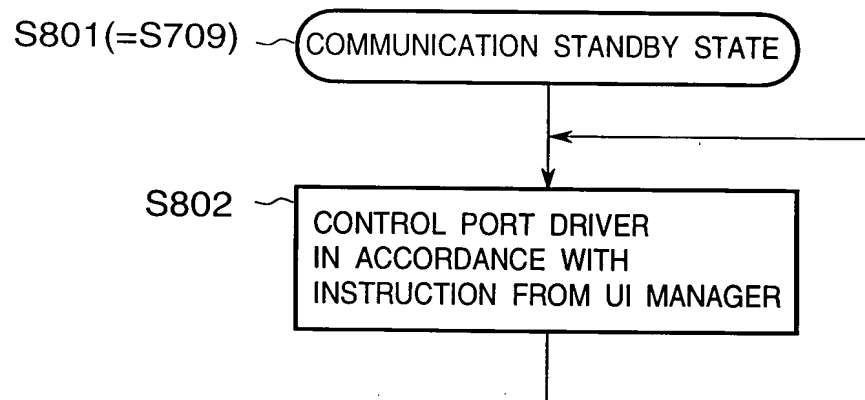 S801(=S709)
COMMUNICATION STANDBY STATE
S802
CONTROL PORT DRIVER
IN ACCORDANCE WITH
INSTRUCTION FROM UI MANAGER